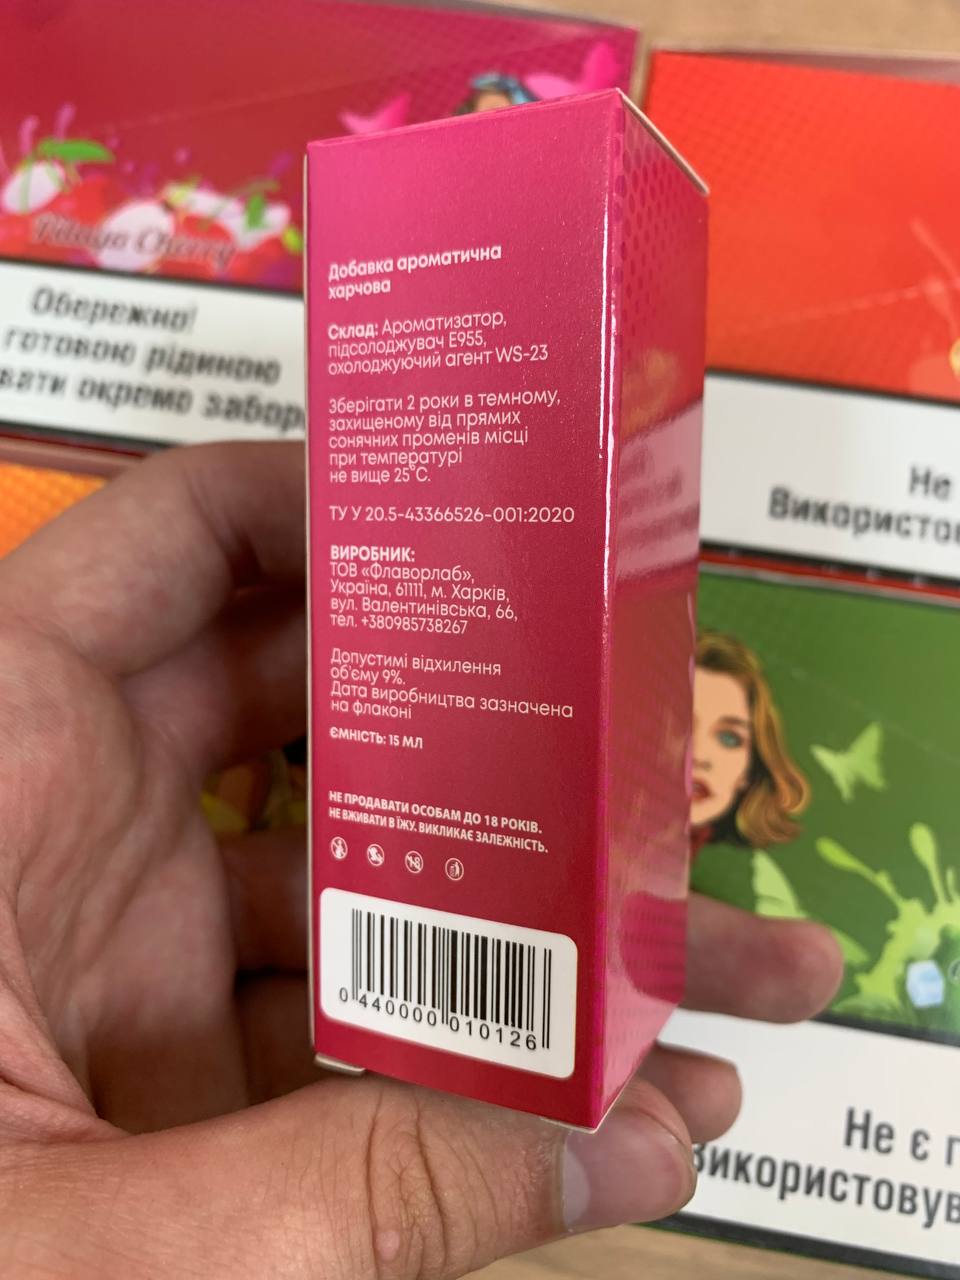 Pitaya Cherry
Обережно!
готовою рідиною
вати окремо
Добавка ароматична
харчова
Склад: Ароматизатор,
підсолоджувач Е955,
охолоджуючий агент WS-23
Зберігати 2 роки в темному,
захищеному від прямих
сонячних променів місці
при температурі
не вище 25°С.
ТУ У 20.5-43366526-001:2020
ВИРОБНИК:
ТОВ «Флаворлаб»,
Україна, 61111, м. Харків,
вул. Валентинівська, 66,
тел. +380985738267
Допустимі відхилення
об'єму 9%.
Дата виробництва зазначена
на флаконі
ЄМНІСТЬ: 15 МЛ
НЕ ПРОДАВАТИ ОСОБАМ ДО 18 РОКІВ.
НЕ ВЖИВАТИ В ЇЖУ. ВИКЛИКАЄ ЗАЛЕЖНІСТЬ.
0 440000 010126
Не
Використов
Не є г
Використовув